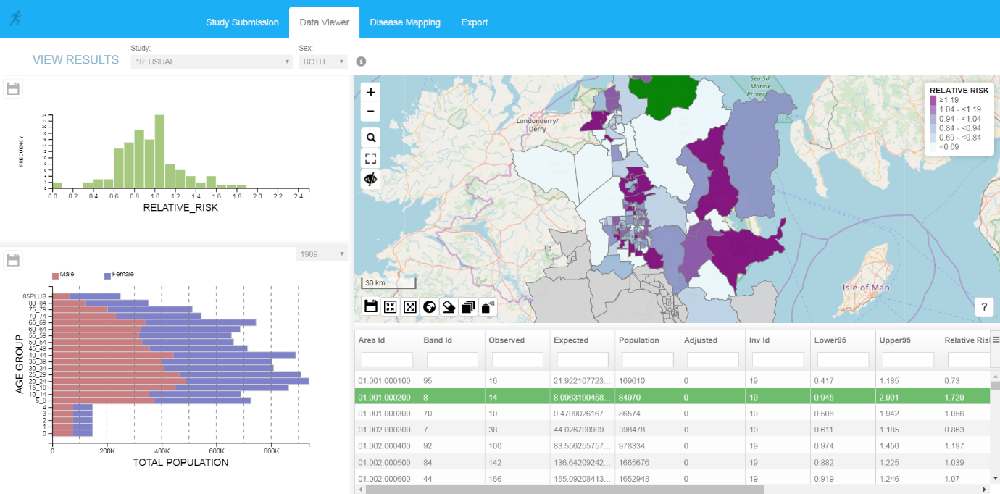 Study Submission
Data Viewer
Disease Mapping
Export
VIEW RESULTS
Study:
19: USUAL
Sex:
BOTH
FREQUENCY
24
22
20
18
16
14
12
10
8
6
4
2
0
0.0 0.2 0.4 0.6 0.8 1.0 1.2 1.4 1.6 1.8 2.0 2.2 2.4
RELATIVE_RISK
1989
Male
Female
AGE GROUP
85PLUS
80_84
75_79
70_74
65_69
60_64
55_59
50_54
45_49
40_44
35_39
30_34
25_29
20_24
15_19
10_14
5_9
4
3
2
1
0
0 200K 400K 600K 800K
TOTAL POPULATION
+
−
Londonderry/
Derry
Sea Sill
Marine
Protec
Isle of Man
30 km
RELATIVE RISK
≥1.19
1.04 - <1.19
0.94 - <1.04
0.84 - <0.94
0.69 - <0.84
<0.69
?
Area Id Band Id Observed Expected Population Adjusted Inv Id Lower95 Upper95 Relative Ris
01.001.000100 95 16 21.922107723... 169610 0 19 0.417 1.185 0.73
01.001.000200 8 14 8.0963190458... 84970 0 19 0.945 2.901 1.729
01.001.000300 70 10 9.4709026167... 86574 0 19 0.506 1.942 1.056
01.002.000300 7 38 44.026700909... 398478 0 19 0.611 1.185 0.863
01.002.000400 92 100 83.556255757... 978334 0 19 0.974 1.456 1.197
01.002.000500 84 142 136.64209242... 1665676 0 19 0.882 1.225 1.039
01.002.000600 44 166 155.09208413... 1652948 0 19 0.919 1.246 1.07